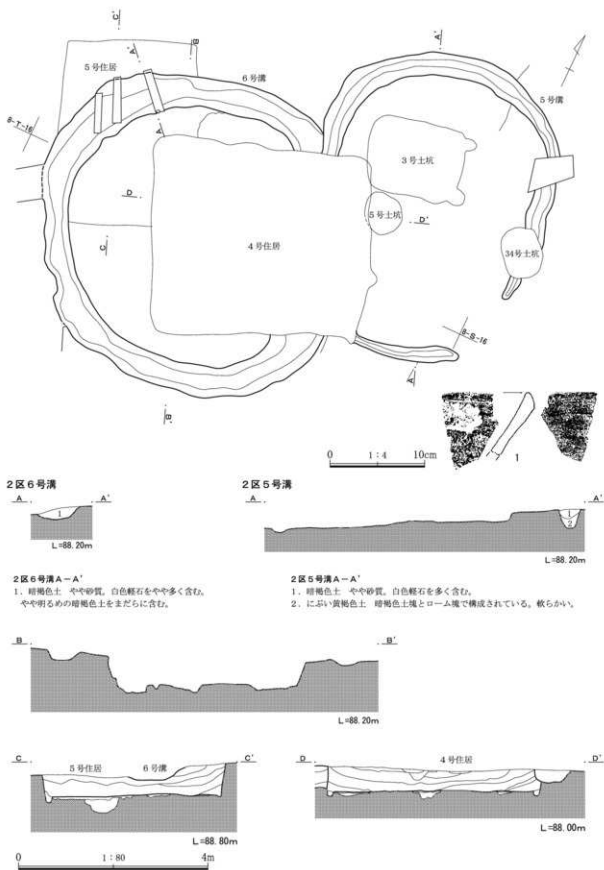 C'
B
A'
A'
5号住居
6号溝
5号溝
8-T-16
A
3号土坑
D
D'
5号土坑
C
4号住居
34号土坑
8-B-16
A
B'
1
0 1:4 10cm
2区6号溝
2区5号溝
A A'
A A'
1
1
2
L=88.20m
L=88.20m
2区6号溝A-A'
2区5号溝A-A'
1. 暗褐色土 やや砂質。白色軽石をやや多く含む。
やや明るめの暗褐色土をまだらに含む。
1. 暗褐色土 やや砂質。白色軽石を多く含む。
2. にぶい黄褐色土 暗褐色土塊とローム塊で構成されている。軟らかい。
B B'
L=88.20m
C C'
5号住居 6号溝
D D'
4号住居
L=88.80m
L=88.00m
0 1:80 4m